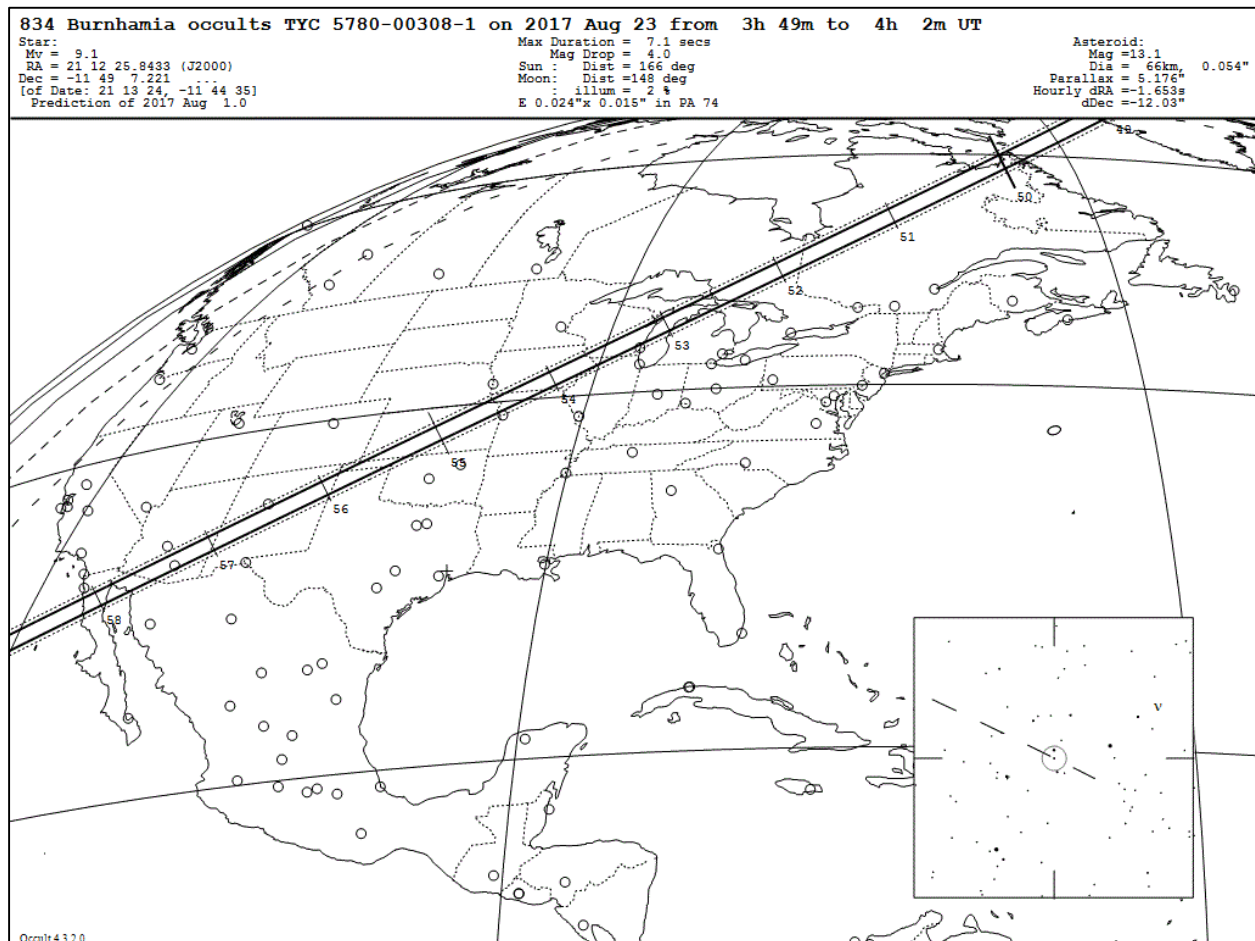 834 Burnhamia occults TYC 5780-00308-1 on 2017 Aug 23 from  3h 49m to  4h  2m UT
Star:
Mv =  9.1
RA = 21 12 25.8433 (J2000)
Dec = -11 49  7.221   ...
[of Date: 21 13 24, -11 44 35]
Prediction of 2017 Aug  1.0
Max Duration =  7.1 secs
Mag Drop =  4.0
Sun :   Dist =166 deg
Moon:   Dist =148 deg
:  illum =  2 %
E 0.024"x 0.015" in PA 74
Asteroid:
Mag =13.1
Dia =  66km,  0.054"
Parallax = 5.176"
Hourly dRA =-1.653s
dDec =-12.03"
49
50
51
52
53
54
55
56
57
58
ν
Occult 4.3.2.0